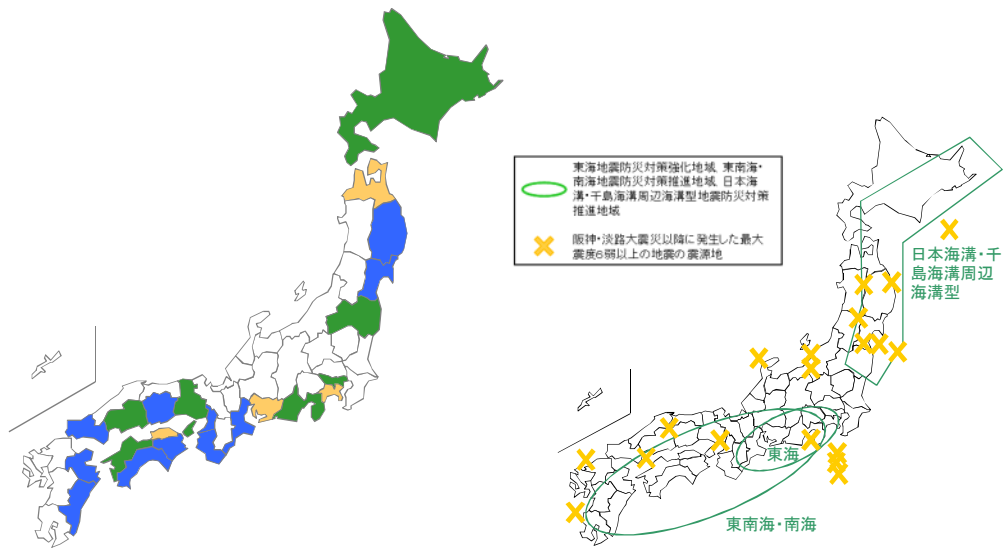 東海地震防災対策強化地域、東南海・
南海地震防災対策推進地域、日本海
溝・千島海溝周辺海溝型地震防災対策
推進地域
阪神・淡路大震災以降に発生した最大
震度6弱以上の地震の震源地
日本海溝・千
島海溝周辺
海溝型
東海
東南海・南海